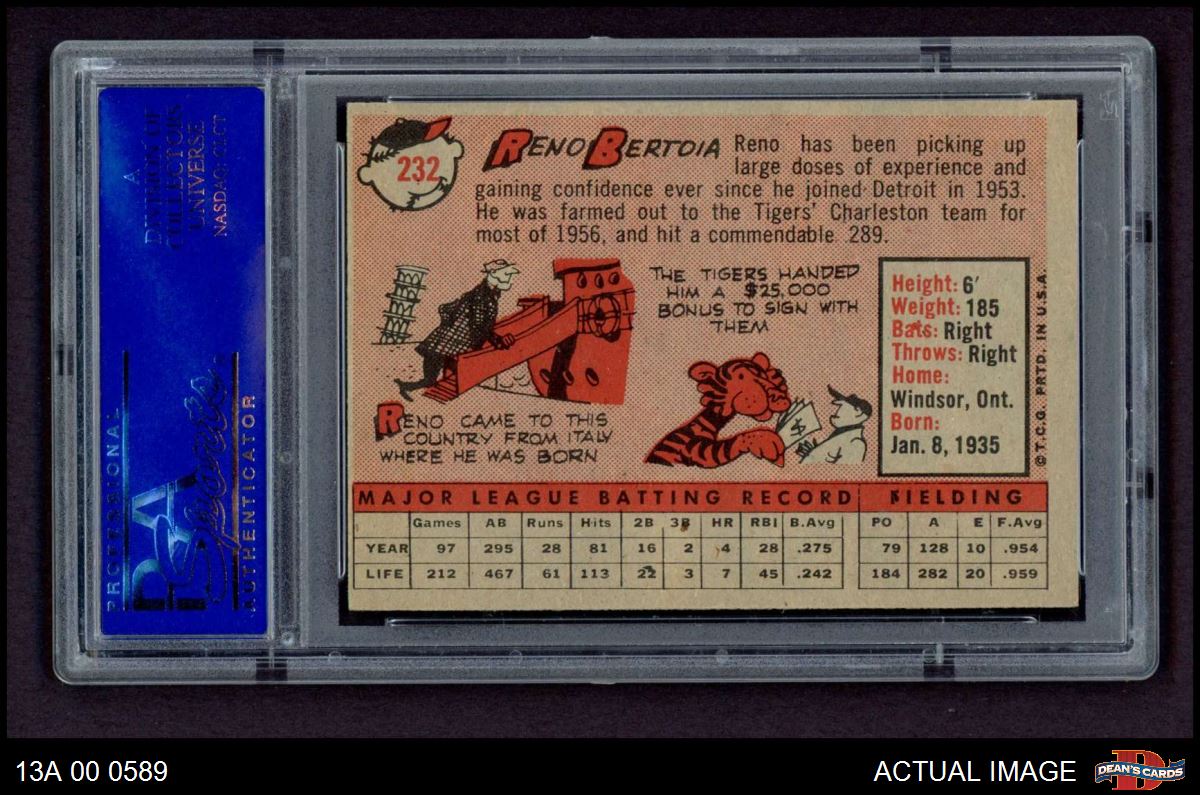 A
DIVISION OF
COLLECTORS
UNIVERSE
NASDAQ: CLCT
PROFESSIONAL
PSA
Sports
AUTHENTICATOR
232
RENO BERTOIA
Reno has been picking up
large doses of experience and
gaining confidence ever since he joined Detroit in 1953.
He was farmed out to the Tigers' Charleston team for
most of 1956, and hit a commendable 289.
RENO CAME TO THIS
COUNTRY FROM ITALY
WHERE HE WAS BORN
THE TIGERS HANDED
HIM A $25,000
BONUS TO SIGN WITH
THEM
$
Height: 6'
Weight: 185
Bats: Right
Throws: Right
Home:
Windsor, Ont.
Born:
Jan. 8, 1935
© T.C.G. PRTD. IN U.S.A.
MAJOR LEAGUE BATTING RECORD FIELDING
Games AB Runs Hits 2B 3B HR RBI B.Avg PO A E F.Avg
YEAR 97 295 28 81 16 2 4 28 .275 79 128 10 .954
LIFE 212 467 61 113 22 3 7 45 .242 184 282 20 .959
13A 00 0589
ACTUAL IMAGE
D
DEAN'S CARDS